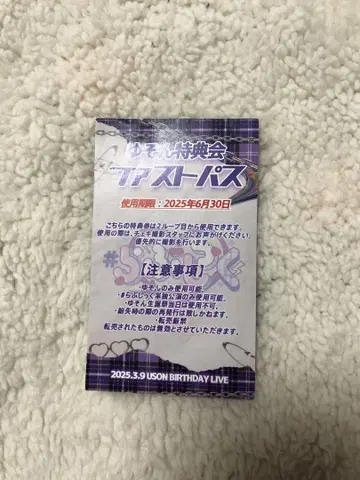 ゆそん特典会
ファストパス
使用期限:2025年6月30日
こちらの特典券は2ループ目から使用できます。
使用の際は、チェキ撮影スタッフにお声がけください。
優先的に撮影を行います。
【注意事項】
・ゆそんのみ使用可能。
・#らぶしっく系独公演のみ使用可能。
・ゆそん生誕祭当日は使用不可。
・紛失時の際の再発行は致しかねます。
・転売厳禁
転売されたものは無効とさせていただきます。
2025.3.9 USON BIRTHDAY LIVE